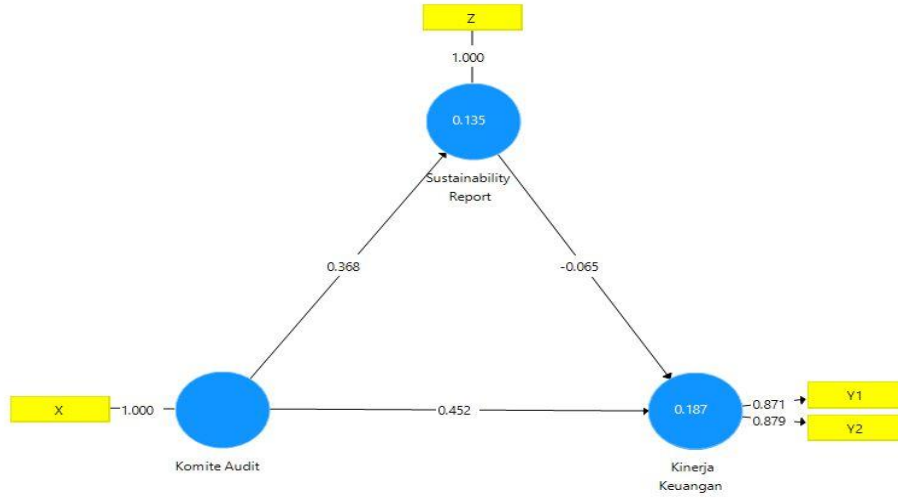 Z
1.000
0.135
Sustainability
Report
0.368
-0.065
X
1.000
0.452
0.187
0.871
0.879
Y1
Y2
Komite Audit
Kinerja
Keuangan